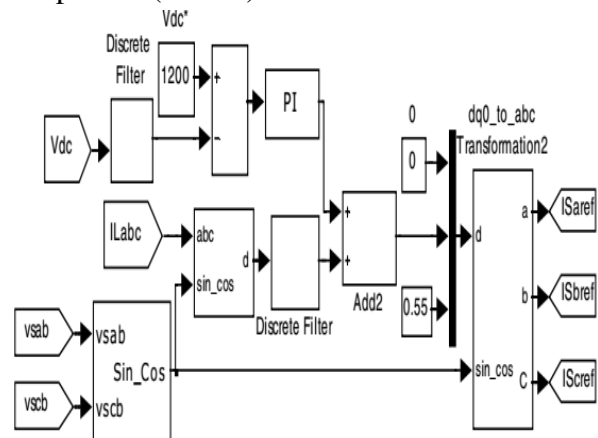 Vdc*
Discrete
Filter
1200
+
-
PI
Vdc
0
0
dq0_to_abc
Transformation2
ILabc
abc
d
sin_cos
Discrete Filter
+
+
Add2
0.55
d
a
b
C
sin_cos
ISaref
ISbref
IScref
vsab
vscb
vsab
vscb
Sin_Cos